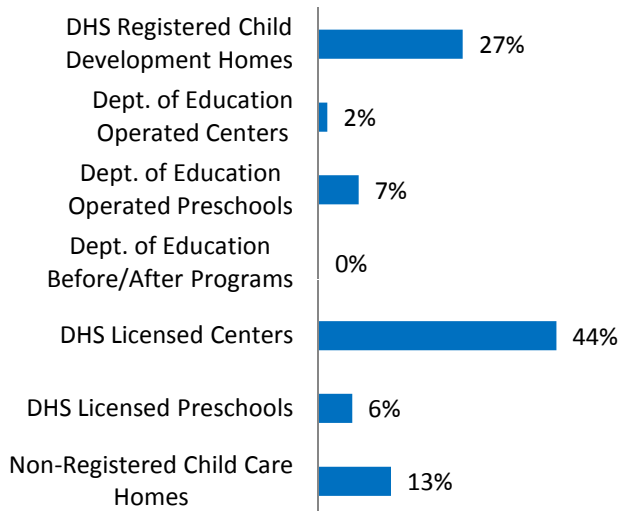 DHS Registered Child
Development Homes
27%
Dept. of Education
Operated Centers
2%
Dept. of Education
Operated Preschools
7%
Dept. of Education
Before/After Programs
0%
DHS Licensed Centers
44%
DHS Licensed Preschools
6%
Non-Registered Child Care
Homes
13%